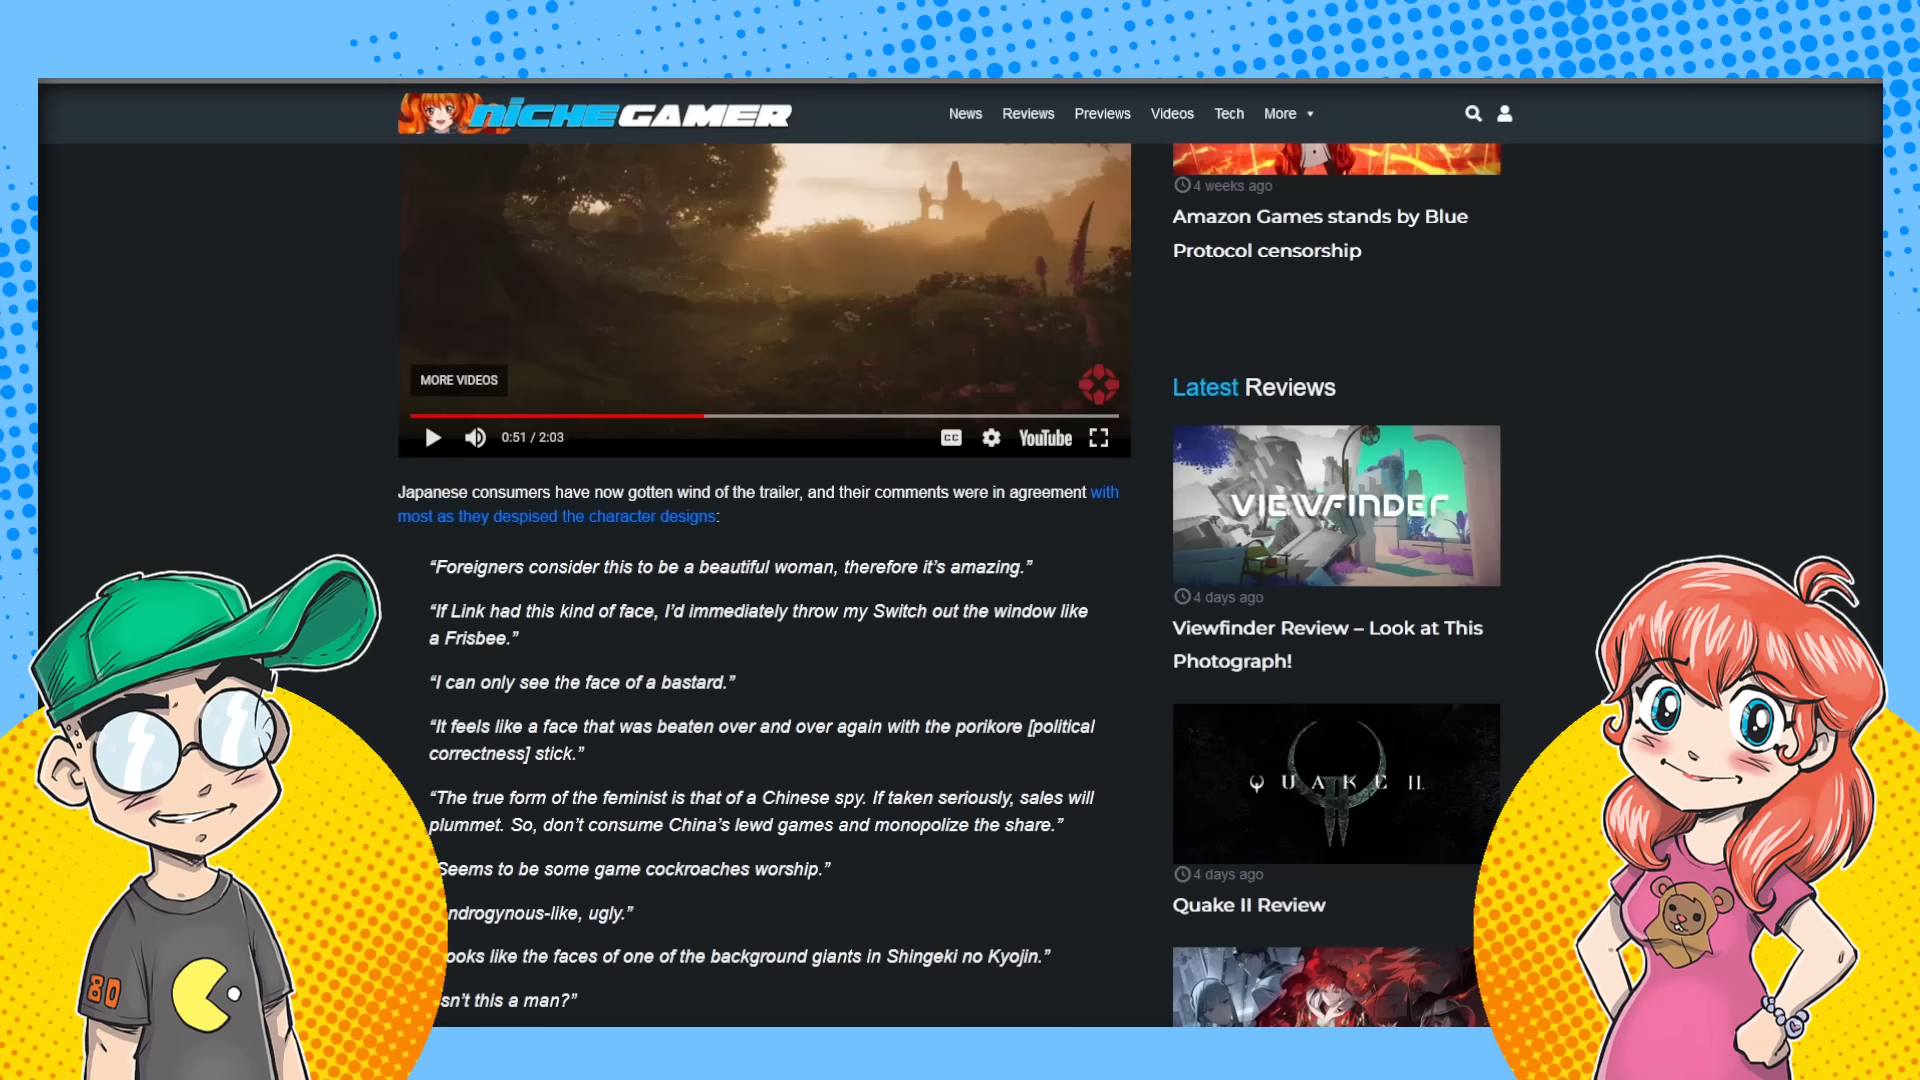 NICHEGAMER
News Reviews Previews Videos Tech More
4 weeks ago
Amazon Games stands by Blue
Protocol censorship
MORE VIDEOS
0:51 / 2:03
CC
YouTube
Japanese consumers have now gotten wind of the trailer, and their comments were in agreement with
most as they despised the character designs:
“Foreigners consider this to be a beautiful woman, therefore it’s amazing.”
“If Link had this kind of face, I’d immediately throw my Switch out the window like
a Frisbee.”
“I can only see the face of a bastard.”
“It feels like a face that was beaten over and over again with the porikore [political
correctness] stick.”
“The true form of the feminist is that of a Chinese spy. If taken seriously, sales will
plummet. So, don’t consume China’s lewd games and monopolize the share.”
Seems to be some game cockroaches worship.”
ndrogynous-like, ugly.”
ooks like the faces of one of the background giants in Shingeki no Kyojin.”
sn’t this a man?”
Latest Reviews
VIEWFINDER
4 days ago
Viewfinder Review – Look at This
Photograph!
QUAKE II
4 days ago
Quake II Review
80